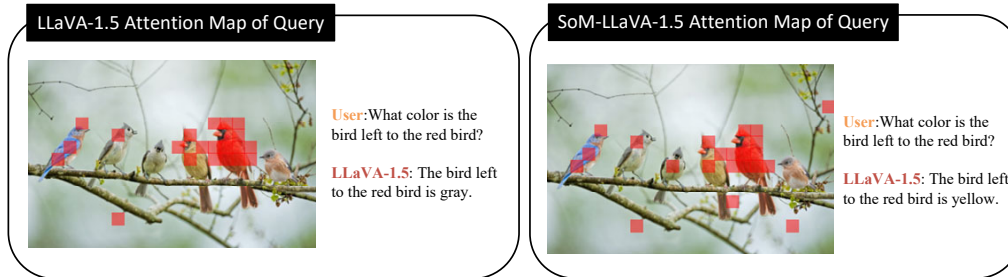 LLaVA-1.5 Attention Map of Query
User:What color is the
bird left to the red bird?
LLaVA-1.5: The bird left
to the red bird is gray.
SoM-LLaVA-1.5 Attention Map of Query
User:What color is the
bird left to the red bird?
LLaVA-1.5: The bird left
to the red bird is yellow.